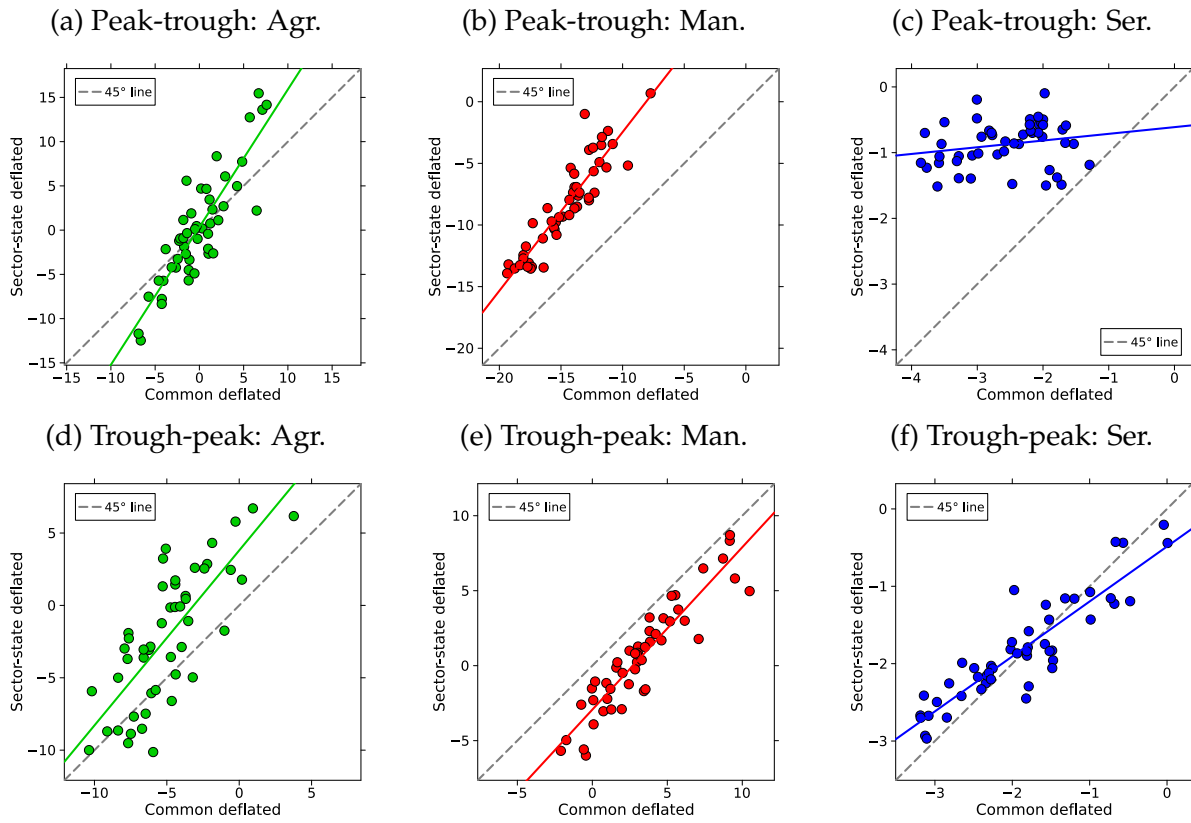 (a) Peak-trough: Agr.
(b) Peak-trough: Man.
(c) Peak-trough: Ser.
Sector-state deflated
15
10
5
0
−5
−10
−15
45° line
−15 −10 −5 0 5 10 15
Common deflated
Sector-state deflated
0
−5
−10
−15
−20
45° line
−20 −15 −10 −5 0
Common deflated
Sector-state deflated
0
−1
−2
−3
−4
45° line
−4 −3 −2 −1 0
Common deflated
(d) Trough-peak: Agr.
(e) Trough-peak: Man.
(f) Trough-peak: Ser.
Sector-state deflated
5
0
−5
−10
45° line
−10 −5 0 5
Common deflated
Sector-state deflated
10
5
0
−5
45° line
−5 0 5 10
Common deflated
Sector-state deflated
0
−1
−2
−3
45° line
−3 −2 −1 0
Common deflated